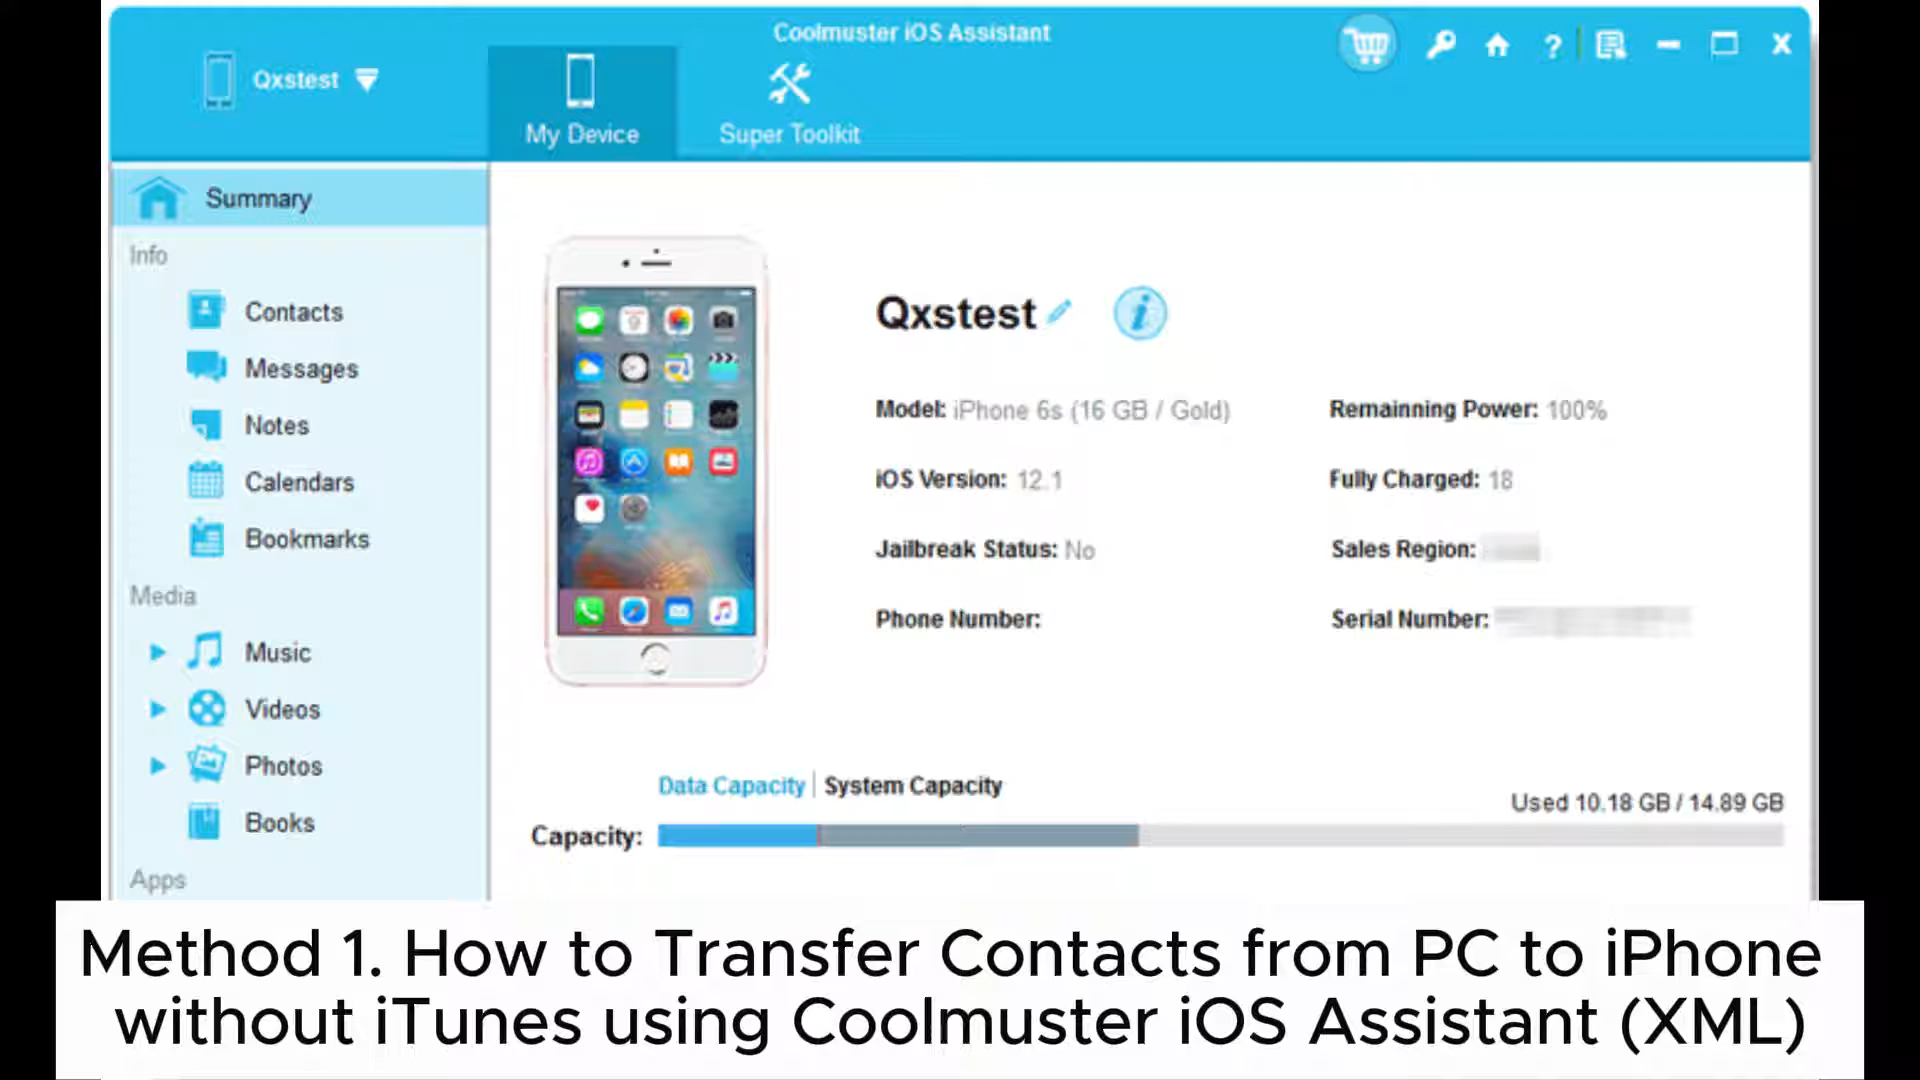 Coolmuster iOS Assistant
Qxstest
My Device
Super Toolkit
?
X
Summary
Info
Contacts
Messages
Notes
Calendars
Bookmarks
Media
Music
Videos
Photos
Books
Apps
Qxstest
Model: iPhone 6s (16 GB / Gold)
Remainning Power: 100%
iOS Version: 12.1
Fully Charged: 18
Jailbreak Status: No
Sales Region:
Phone Number:
Serial Number:
Data Capacity | System Capacity
Used 10.18 GB / 14.89 GB
Capacity:
Method 1. How to Transfer Contacts from PC to iPhone
without iTunes using Coolmuster iOS Assistant (XML)